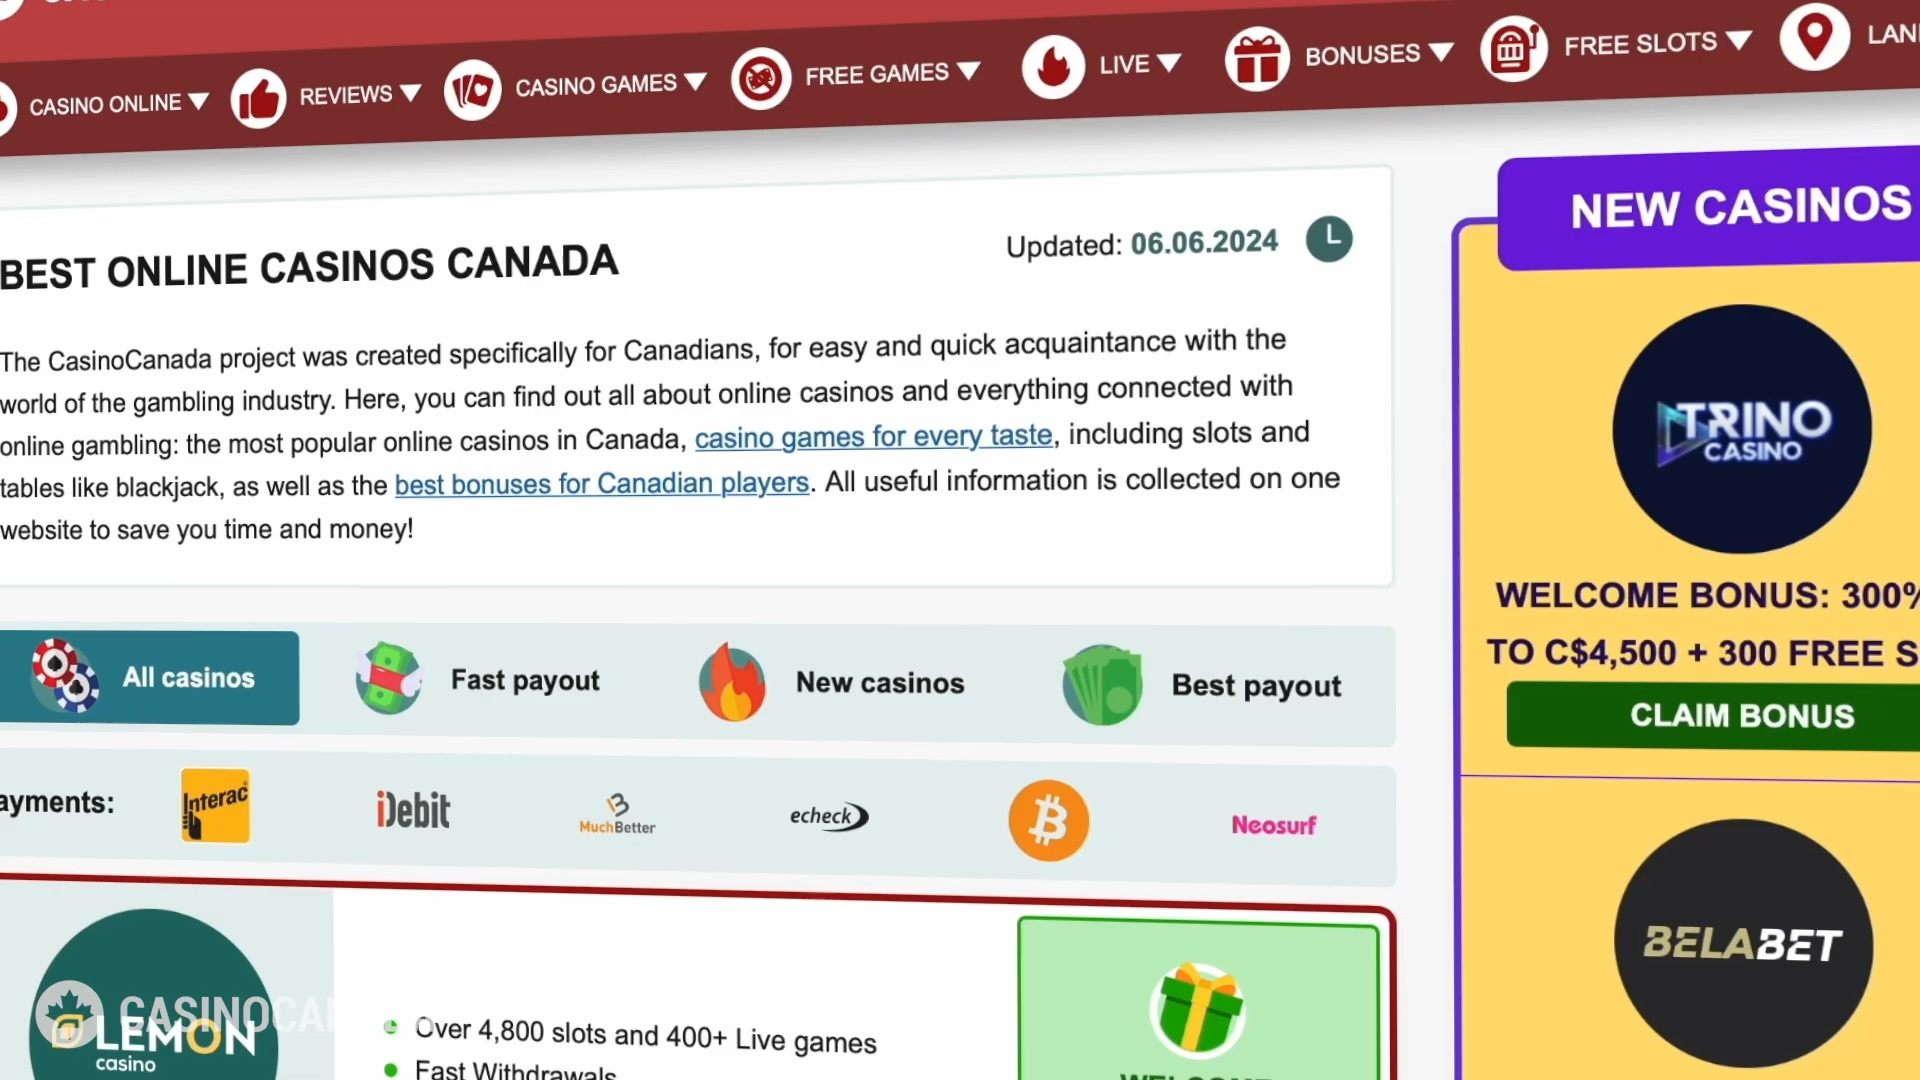 CASINO ONLINE
REVIEWS
CASINO GAMES
FREE GAMES
LIVE
BONUSES
FREE SLOTS
BEST ONLINE CASINOS CANADA
Updated: 06.06.2024
The CasinoCanada project was created specifically for Canadians, for easy and quick acquaintance with the
world of the gambling industry. Here, you can find out all about online casinos and everything connected with
online gambling: the most popular online casinos in Canada, casino games for every taste, including slots and
tables like blackjack, as well as the best bonuses for Canadian players. All useful information is collected on one
website to save you time and money!
NEW CASINOS
TRINO
CASINO
WELCOME BONUS: 300%
TO C$4,500 + 300 FREE S
CLAIM BONUS
BELABET
All casinos
Fast payout
New casinos
Best payout
ayments:
Interac
iDebit
MuchBetter
echeck
Neosurf
LEMON
casino
Over 4,800 slots and 400+ Live games
Fast Withdrawals
WELCOME